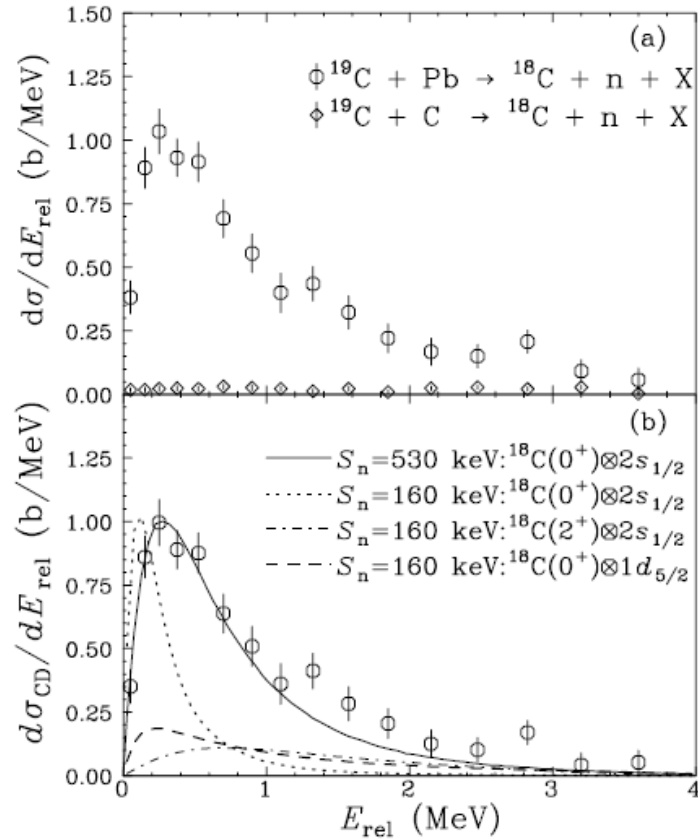 (a)
¹⁹C + Pb → ¹⁸C + n + X
¹⁹C + C → ¹⁸C + n + X
dσ/dE_rel (b/MeV)
1.50
1.25
1.00
0.75
0.50
0.25
0.00
(b)
S_n=530 keV:¹⁸C(0⁺)⊗2s_1/2
S_n=160 keV:¹⁸C(0⁺)⊗2s_1/2
S_n=160 keV:¹⁸C(2⁺)⊗2s_1/2
S_n=160 keV:¹⁸C(0⁺)⊗1d_5/2
dσ_CD/dE_rel (b/MeV)
1.25
1.00
0.75
0.50
0.25
0.00
0 1 2 3 4
E_rel (MeV)